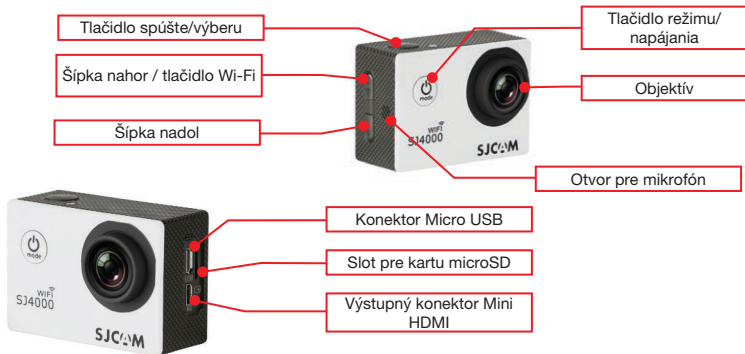 Tlačidlo spúšte/výberu
Šípka nahor / tlačidlo Wi-Fi
Šípka nadol
Tlačidlo režimu/
napájania
Objektív
Otvor pre mikrofón
mode
WiFi
SJ4000
SJCAM
Konektor Micro USB
Slot pre kartu microSD
Výstupný konektor Mini
HDMI
mode
WiFi
SJ4000
SJCAM